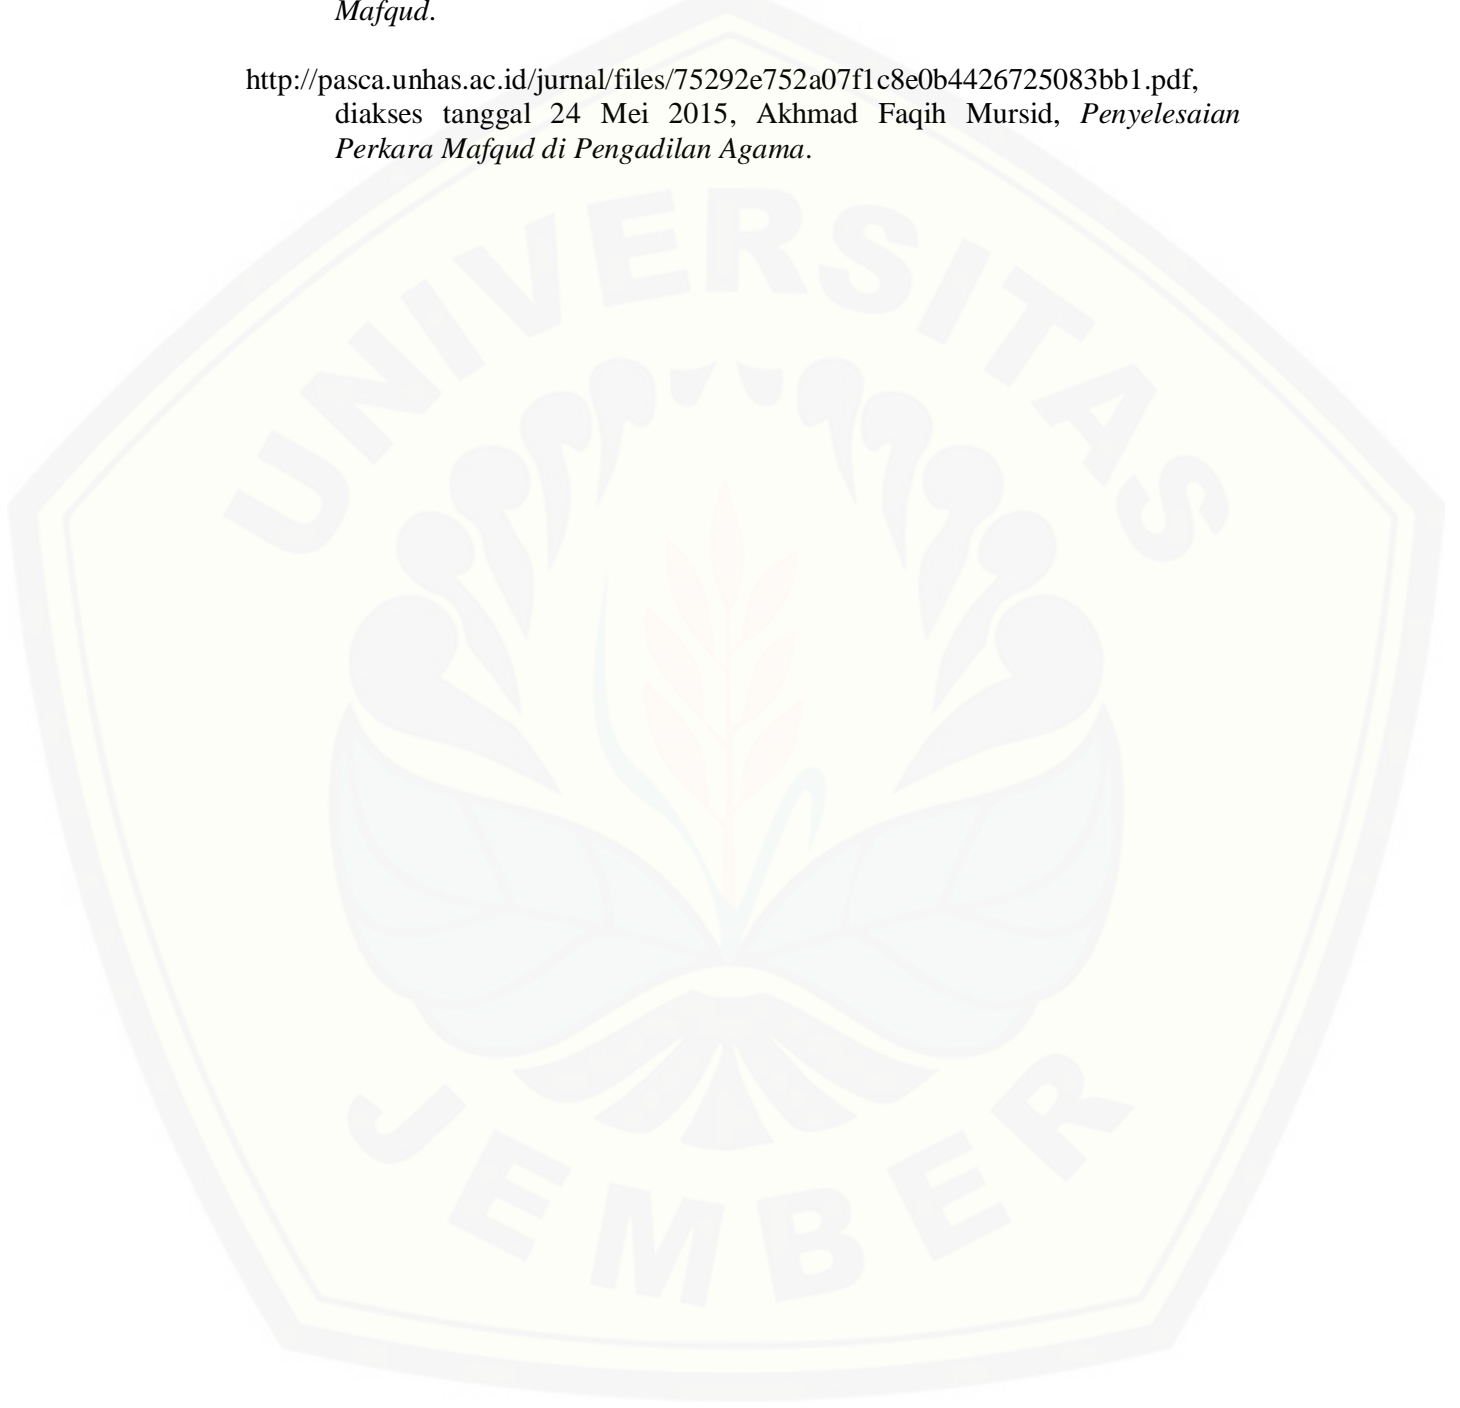 Mafqud.
http://pasca.unhas.ac.id/jurnal/files/75292e752a07f1c8e0b4426725083bb1.pdf,
diakses tanggal 24 Mei 2015, Akhmad Faqih Mursid, Penyelesaian
Perkara Mafqud di Pengadilan Agama.
UNIVERSITAS
JEMBER